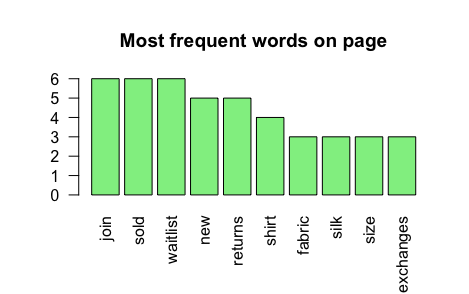 Most frequent words on page
6
5
4
3
2
1
0
join
sold
waitlist
new
returns
shirt
fabric
silk
size
exchanges